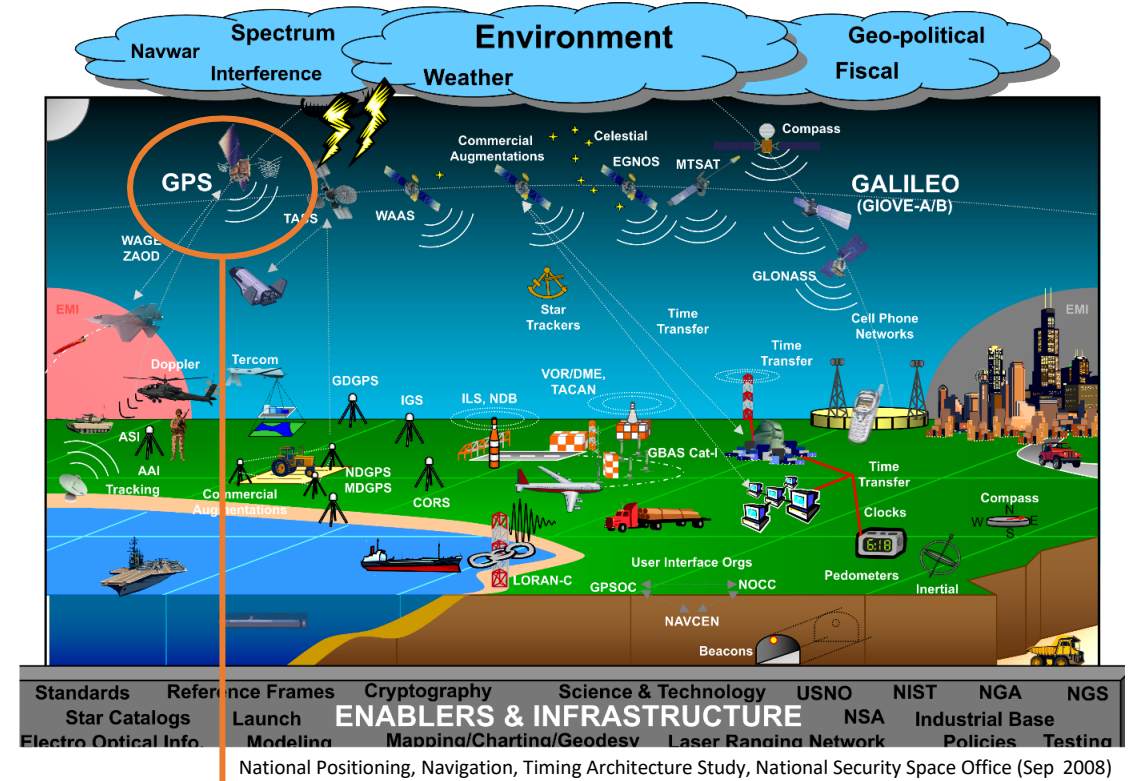 Spectrum
Navwar
Interference
Environment
Weather
Geo-political
Fiscal
Compass
Celestial
Commercial
Augmentations
EGNOS
MTSAT
GPS
GALILEO
(GIOVE-A/B)
TASS
WAAS
WAGE
ZAOD
GLONASS
EMI
Star
Trackers
Time
Transfer
Cell Phone
Networks
EMI
Time
Transfer
Doppler
Tercom
GDGPS
IGS
ILS, NDB
VOR/DME,
TACAN
ASI
AAI
GBAS Cat-I
Tracking
Commercial
Augmentations
NDGPS
MDGPS
CORS
Time
Transfer
Clocks
6:18
Compass
N
W
E
S
LORAN-C
User Interface Orgs
GPSOC
NOCC
Pedometers
Inertial
NAVCEN
Beacons
Standards Reference Frames Cryptography Science & Technology USNO NIST NGA NGS
Star Catalogs Launch ENABLERS & INFRASTRUCTURE NSA Industrial Base
Electro Optical Info. Modeling Mapping/Charting/Geodesy Laser Ranging Network Policies Testing
National Positioning, Navigation, Timing Architecture Study, National Security Space Office (Sep 2008)